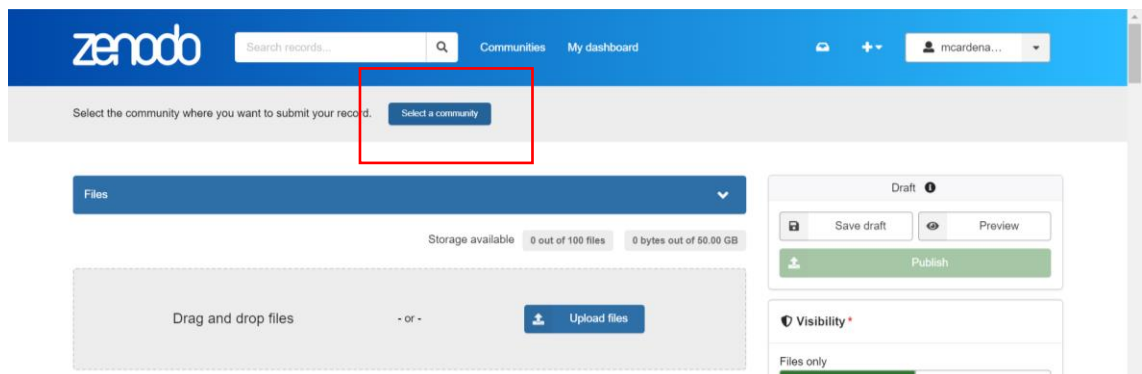 zenodo Search records... Communities My dashboard mcardena...
Select the community where you want to submit your record. Select a community
Files
Storage available 0 out of 100 files 0 bytes out of 50.00 GB
Drag and drop files - or - Upload files
Draft
Save draft Preview
Publish
Visibility *
Files only